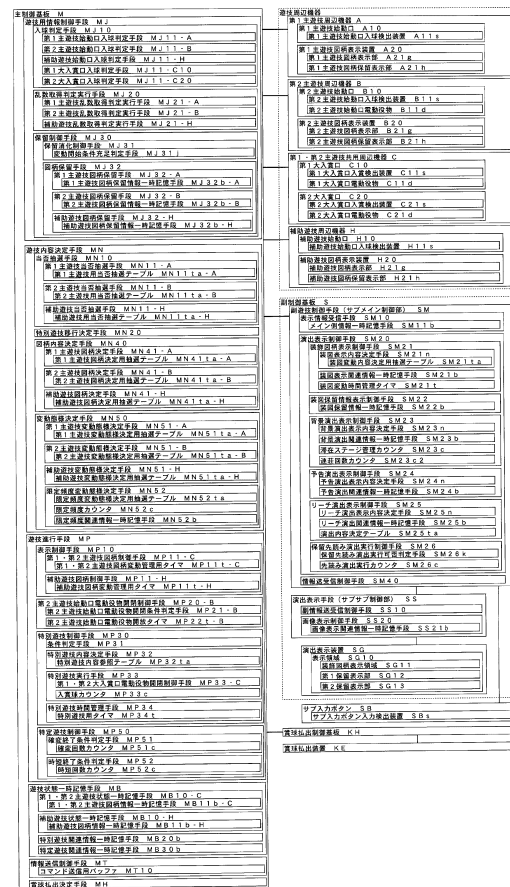 主制御基板 M
遊技用情報制御手段 MJ
入球判定手段 MJ10
第1主遊技始動口入球判定手段 MJ11-A
第2主遊技始動口入球判定手段 MJ11-B
補助遊技始動口入球判定手段 MJ11-H
第1大入賞口入球判定手段 MJ11-C10
第2大入賞口入球判定手段 MJ11-C20
乱数取得判定実行手段 MJ20
第1主遊技乱数取得判定実行手段 MJ21-A
第2主遊技乱数取得判定実行手段 MJ21-B
補助遊技乱数取得判定実行手段 MJ21-H
保留制御手段 MJ30
保留消化制御手段 MJ31
変動開始条件充足判定手段 MJ31j
図柄保留手段 MJ32
第1主遊技図柄保留手段 MJ32-A
第1主遊技図柄保留情報一時記憶手段 MJ32b-A
第2主遊技図柄保留手段 MJ32-B
第2主遊技図柄保留情報一時記憶手段 MJ32b-B
補助遊技図柄保留手段 MJ32-H
補助遊技図柄保留情報一時記憶手段 MJ32b-H
遊技内容決定手段 MN
当否抽選手段 MN10
第1主遊技当否抽選手段 MN11-A
第1主遊技用当否抽選テーブル MN11ta-A
第2主遊技当否抽選手段 MN11-B
第2主遊技用当否抽選テーブル MN11ta-B
補助遊技当否抽選手段 MN11-H
補助遊技用当否抽選テーブル MN11ta-H
特別遊技移行決定手段 MN20
図柄内容決定手段 MN40
第1主遊技図柄決定手段 MN41-A
第1主遊技図柄決定用抽選テーブル MN41ta-A
第2主遊技図柄決定手段 MN41-B
第2主遊技図柄決定用抽選テーブル MN41ta-B
補助遊技図柄決定手段 MN41-H
補助遊技図柄決定用抽選テーブル MN41ta-H
変動態様決定手段 MN50
第1主遊技変動態様決定手段 MN51-A
第1主遊技変動態様決定用抽選テーブル MN51ta-A
第2主遊技変動態様決定手段 MN51-B
第2主遊技変動態様決定用抽選テーブル MN51ta-B
補助遊技変動態様決定手段 MN51-H
補助遊技変動態様決定用抽選テーブル MN51ta-H
限定頻度変動態様決定手段 MN52
限定頻度変動態様決定用抽選テーブル MN52ta
限定頻度カウンタ MN52c
限定頻度関連情報一時記憶手段 MN52b
遊技進行手段 MP
表示制御手段 MP10
第1・第2主遊技図柄制御手段 MP11-C
第1・第2主遊技図柄変動管理用タイマ MP11t-C
補助遊技図柄制御手段 MP11-H
補助遊技図柄変動管理用タイマ MP11t-H
第2主遊技始動口電動役物開閉制御手段 MP20-B
第2主遊技始動口電動役物開閉条件判定手段 MP21-B
第2主遊技始動口電動役物開放タイマ MP22t-B
特別遊技制御手段 MP30
条件判定手段 MP31
特別遊技内容決定手段 MP32
特別遊技内容参照テーブル MP32ta
特別遊技実行手段 MP33
第1・第2大入賞口電動役物開閉制御手段 MP33-C
入賞球カウンタ MP33c
特別遊技時間管理手段 MP34
特別遊技用タイマ MP34t
特定遊技制御手段 MP50
確変終了条件判定手段 MP51
確変回数カウンタ MP51c
時短終了条件判定手段 MP52
時短回数カウンタ MP52c
遊技状態一時記憶手段 MB
第1・第2主遊技状態一時記憶手段 MB10-C
第1・第2主遊技図柄情報一時記憶手段 MB11b-C
補助遊技状態一時記憶手段 MB10-H
補助遊技図柄情報一時記憶手段 MB11b-H
特別遊技関連情報一時記憶手段 MB20b
特定遊技関連情報一時記憶手段 MB30b
情報送信制御手段 MT
コマンド送信用バッファ MT10
賞球払出決定手段 MH
遊技周辺機器
第1主遊技周辺機器 A
第1主遊技始動口 A10
第1主遊技始動口入球検出装置 A11s
第1主遊技図柄表示装置 A20
第1主遊技図柄表示部 A21g
第1主遊技図柄保留表示部 A21h
第2主遊技周辺機器 B
第2主遊技始動口 B10
第2主遊技始動口入球検出装置 B11s
第2主遊技始動口電動役物 B11d
第2主遊技図柄表示装置 B20
第2主遊技図柄表示部 B21g
第2主遊技図柄保留表示部 B21h
第1・第2主遊技共用周辺機器 C
第1大入賞口 C10
第1大入賞口入賞検出装置 C11s
第1大入賞口電動役物 C11d
第2大入賞口 C20
第2大入賞口入賞検出装置 C21s
第2大入賞口電動役物 C21d
補助遊技周辺機器 H
補助遊技始動口 H10
補助遊技始動口入球検出装置 H11s
補助遊技図柄表示装置 H20
補助遊技図柄表示部 H21g
補助遊技図柄保留表示部 H21h
副制御基板 S
副遊技制御手段(サブメイン制御部) SM
表示情報受信手段 SM10
メイン側情報一時記憶手段 SM11b
演出表示制御手段 SM20
装飾図柄表示制御手段 SM21
装図表示内容決定手段 SM21n
装図変動内容決定用抽選テーブル SM21ta
装図表示関連情報一時記憶手段 SM21b
装図変動時間管理タイマ SM21t
装図保留情報表示制御手段 SM22
装図保留情報一時記憶手段 SM22b
背景演出表示制御手段 SM23
背景演出表示内容決定手段 SM23n
背景演出関連情報一時記憶手段 SM23b
滞在ステージ管理カウンタ SM23c
連荘回数カウンタ SM23c2
予告演出表示制御手段 SM24
予告演出表示内容決定手段 SM24n
予告演出関連情報一時記憶手段 SM24b
リーチ演出表示制御手段 SM25
リーチ演出表示内容決定手段 SM25n
リーチ演出関連情報一時記憶手段 SM25b
演出内容決定テーブル SM25ta
保留先読み演出実行制御手段 SM26
保留先読み演出実行可否判定手段 SM26k
先読み演出実行カウンタ SM26c
情報送受信制御手段 SM40
演出表示手段(サブサブ制御部) SS
副情報送受信制御手段 SS10
画像表示制御手段 SS20
画像表示関連情報一時記憶手段 SS21b
演出表示装置 SG
表示領域 SG10
装飾図柄表示領域 SG11
第1保留表示部 SG12
第2保留表示部 SG13
サブ入力ボタン SB
サブ入力ボタン入力検出装置 SBs
賞球払出制御基板 KH
賞球払出装置 KE